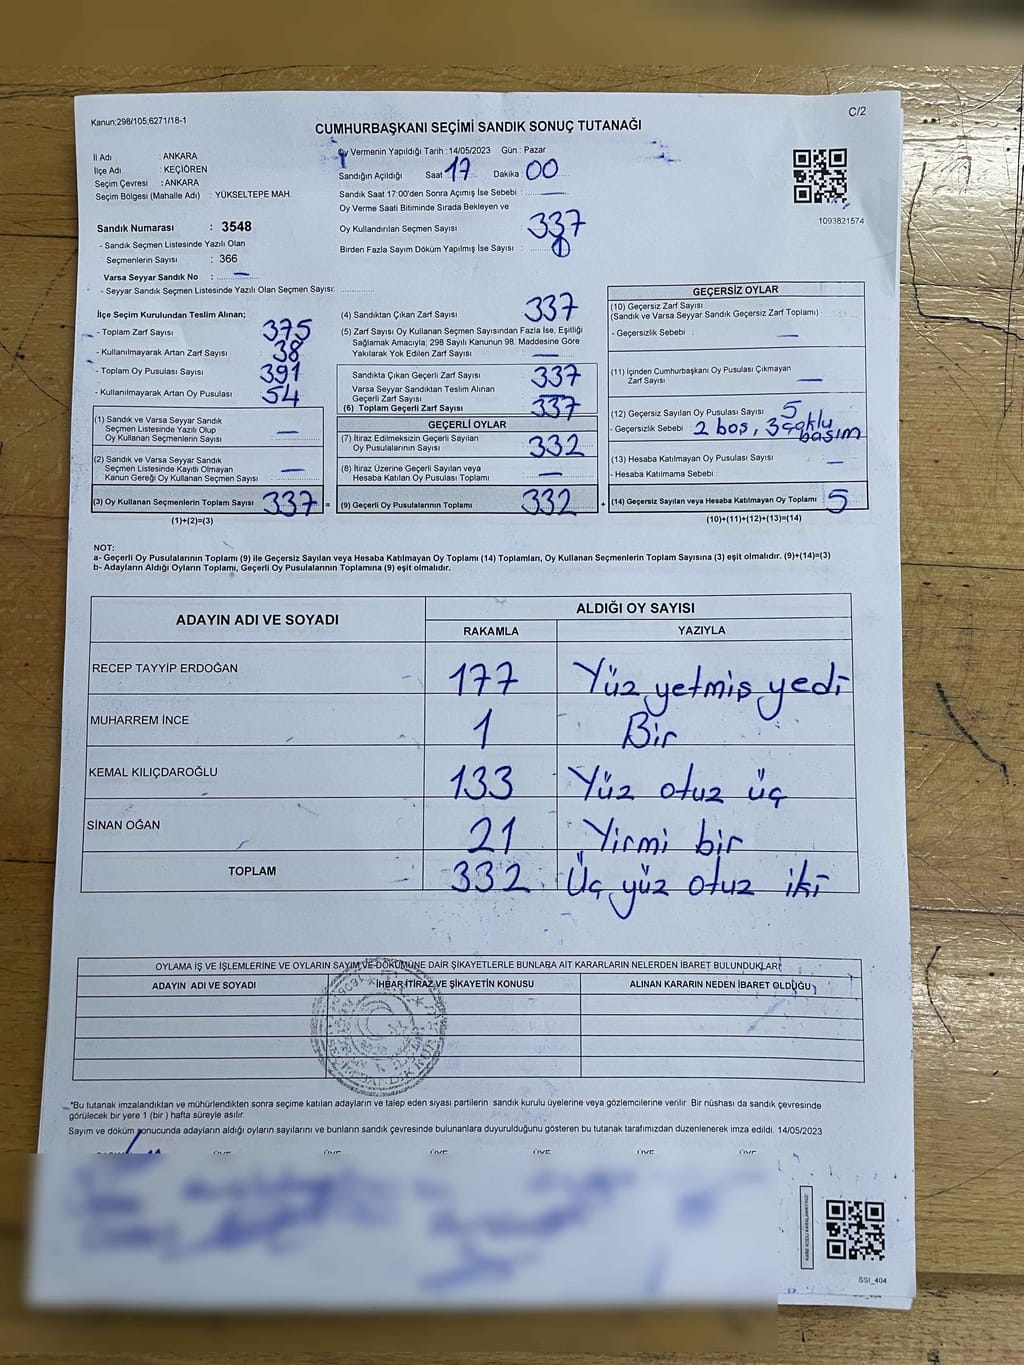 Kanun;298/105;6271/18-1
C/2
CUMHURBAŞKANI SEÇİMİ SANDIK SONUÇ TUTANAĞI
İl Adı : ANKARA
İlçe Adı : KEÇİÖREN
Seçim Çevresi : ANKARA
Seçim Bölgesi (Mahalle Adı) : YÜKSELTEPE MAH.
Sandık Numarası : 3548
- Sandık Seçmen Listesinde Yazılı Olan
Seçmenlerin Sayısı : 366
Varsa Seyyar Sandık No : —
- Seyyar Sandık Seçmen Listesinde Yazılı Olan Seçmen Sayısı:
Oy Vermenin Yapıldığı Tarih :14/05/2023 Gün : Pazar
Sandığın Açıldığı Saat 17 Dakika : 00
Sandık Saat 17:00'den Sonra Açımış İse Sebebi : —
Oy Verme Saati Bitiminde Sırada Bekleyen ve
Oy Kullandırılan Seçmen Sayısı : 337
Birden Fazla Sayım Döküm Yapılmış İse Sayısı :
1093821574
İlçe Seçim Kurulundan Teslim Alınan;
- Toplam Zarf Sayısı : 375
- Kullanılmayarak Artan Zarf Sayısı : 38
- Toplam Oy Pusulası Sayısı : 391
- Kullanılmayarak Artan Oy Pusulası : 54
(1) Sandık ve Varsa Seyyar Sandık
Seçmen Listesinde Yazılı Olup
Oy Kullanan Seçmenlerin Sayısı : —
(2) Sandık ve Varsa Seyyar Sandık
Seçmen Listesinde Kayıtlı Olmayan
Kanun Gereği Oy Kullanan Seçmen Sayısı : —
(3) Oy Kullanan Seçmenlerin Toplam Sayısı : 337 =
(1)+(2)=(3)
(4) Sandıktan Çıkan Zarf Sayısı : 337
(5) Zarf Sayısı Oy Kullanan Seçmen Sayısından Fazla İse, Eşitliği
Sağlamak Amacıyla; 298 Sayılı Kanunun 98. Maddesine Göre
Yakılarak Yok Edilen Zarf Sayısı : —
Sandıkta Çıkan Geçerli Zarf Sayısı : 337
Varsa Seyyar Sandıktan Teslim Alınan
Geçerli Zarf Sayısı : —
(6) Toplam Geçerli Zarf Sayısı : 337
GEÇERLİ OYLAR
(7) İtiraz Edilmeksizin Geçerli Sayılan
Oy Pusulalarının Sayısı : 332
(8) İtiraz Üzerine Geçerli Sayılan veya
Hesaba Katılan Oy Pusulası Toplamı : —
(9) Geçerli Oy Pusulalarının Toplamı : 332 +
GEÇERSİZ OYLAR
(10) Geçersiz Zarf Sayısı
(Sandık ve Varsa Seyyar Sandık Geçersiz Zarf Toplamı) :
- Geçersizlik Sebebi : —
(11) İçinden Cumhurbaşkanı Oy Pusulası Çıkmayan
Zarf Sayısı : —
(12) Geçersiz Sayılan Oy Pusulası Sayısı : 5
- Geçersizlik Sebebi : 2 boş, 3 çoklu
basım
(13) Hesaba Katılmayan Oy Pusulası Sayısı : —
- Hesaba Katılmama Sebebi :
(14) Geçersiz Sayılan veya Hesaba Katılmayan Oy Toplamı : 5
(10)+(11)+(12)+(13)=(14)
NOT:
a- Geçerli Oy Pusulalarının Toplamı (9) ile Geçersiz Sayılan veya Hesaba Katılmayan Oy Toplamı (14) Toplamları, Oy Kullanan Seçmenlerin Toplam Sayısına (3) eşit olmalıdır. (9)+(14)=(3)
b- Adayların Aldığı Oyların Toplamı, Geçerli Oy Pusulalarının Toplamına (9) eşit olmalıdır.
ADAYIN ADI VE SOYADI ALDIĞI OY SAYISI
RAKAMLA YAZIYLA
RECEP TAYYİP ERDOĞAN 177 Yüz yetmiş yedi
MUHARREM İNCE 1 Bir
KEMAL KILIÇDAROĞLU 133 Yüz otuz üç
SİNAN OĞAN 21 Yirmi bir
TOPLAM 332 Üç yüz otuz iki
OYLAMA İŞ VE İŞLEMLERİNE VE OYLARIN SAYIM VE DÖKÜMÜNE DAİR ŞİKAYETLERLE BUNLARA AİT KARARLARIN NELERDEN İBARET BULUNDUKLARI
ADAYIN ADI VE SOYADI İHBAR İTİRAZ VE ŞİKAYETİN KONUSU ALINAN KARARIN NEDEN İBARET OLDUĞU
*Bu tutanak imzalandıktan ve mühürlendikten sonra seçime katılan adayların ve talep eden siyasi partilerin sandık kurulu üyelerine veya gözlemcilerine verilir. Bir nüshası da sandık çevresinde
görülecek bir yere 1 (bir ) hafta süreyle asılır.
Sayım ve döküm sonucunda adayların aldığı oyların sayılarını ve bunların sandık çevresinde bulunanlara duyurulduğunu gösteren bu tutanak tarafımızdan düzenlenerek imza edildi. 14/05/2023
ÜYE ÜYE ÜYE ÜYE ÜYE ÜYE
SSI_404